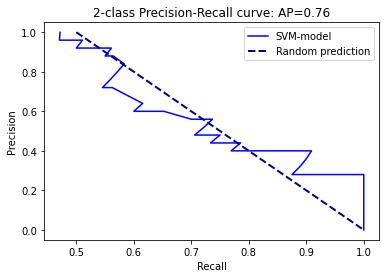 2-class Precision-Recall curve: AP=0.76
SVM-model
Random prediction
Precision
1.0
0.8
0.6
0.4
0.2
0.0
0.5 0.6 0.7 0.8 0.9 1.0
Recall